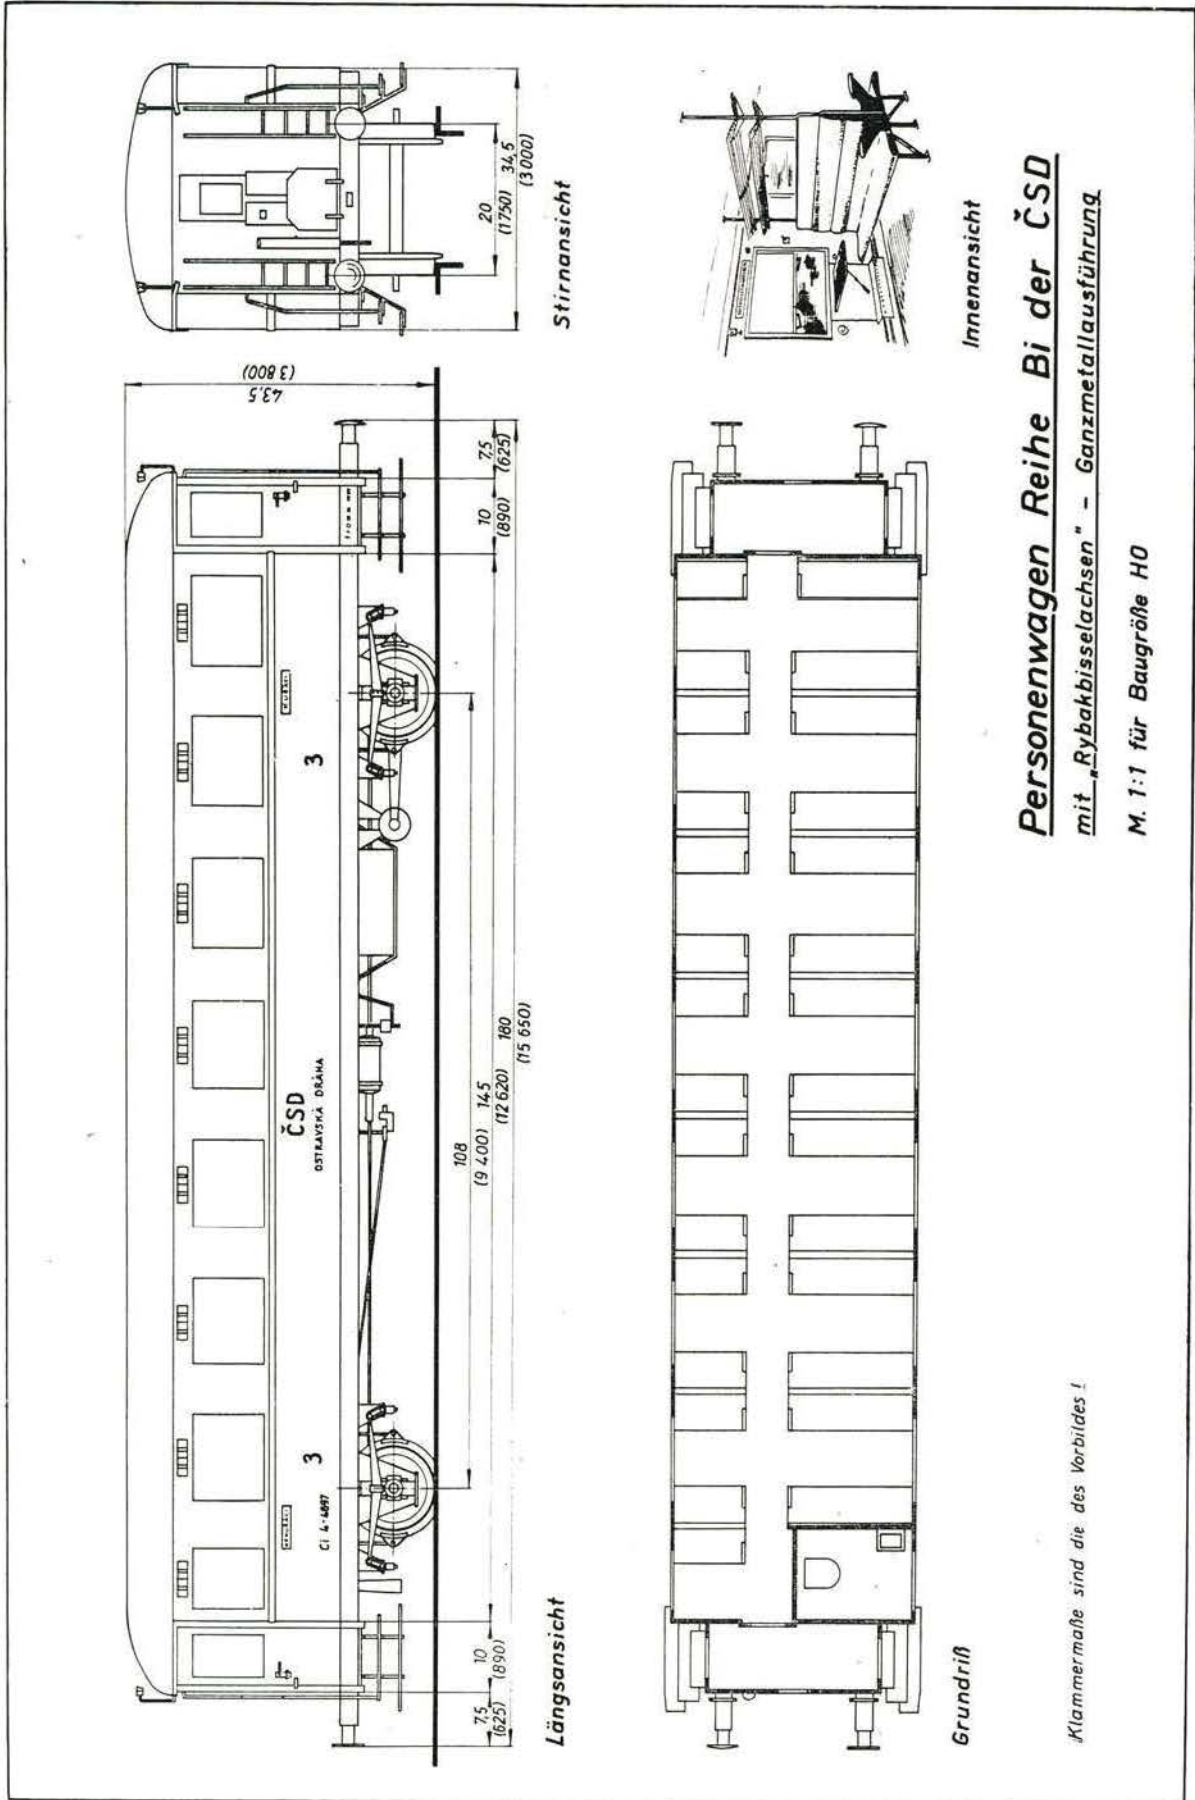 43,5
(3 800)
20
(1750)
34,5
(3 000)
Stirnansicht
3
ČSD
OSTRAVSKÁ DRÁHA
3
Ci 4-4897
7,5
(625)
10
(890)
108
(9 400)
145
(12 620)
180
(15 650)
10
(890)
7,5
(625)
Längsansicht
Innenansicht
Grundriß
Personenwagen Reihe Bi der ČSD
mit „Rybakbisselachsen" - Ganzmetallausführung
M. 1:1 für Baugröße H0
Klammermaße sind die des Vorbildes !